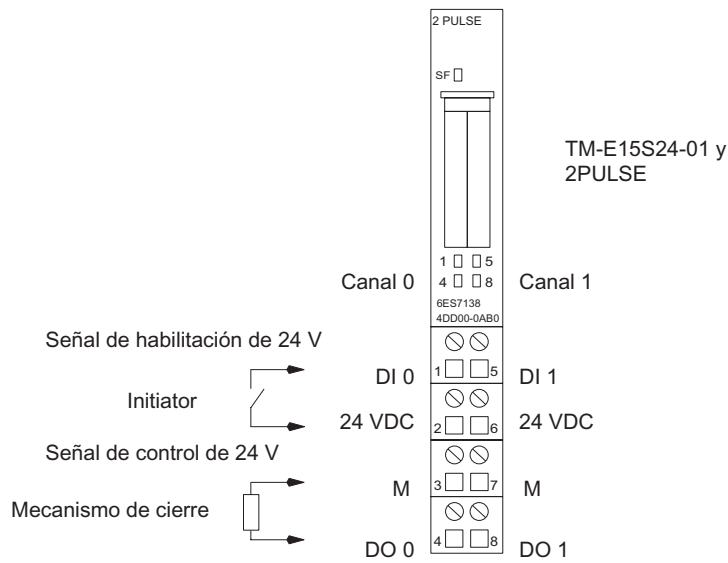 2 PULSE
SF
TM-E15S24-01 y
2PULSE
1 5
Canal 0 4 8 Canal 1
6ES7138
4DD00-0AB0
Señal de habilitación de 24 V
DI 0 1 5 DI 1
Initiator
24 VDC 2 6 24 VDC
Señal de control de 24 V
M 3 7 M
Mecanismo de cierre
DO 0 4 8 DO 1